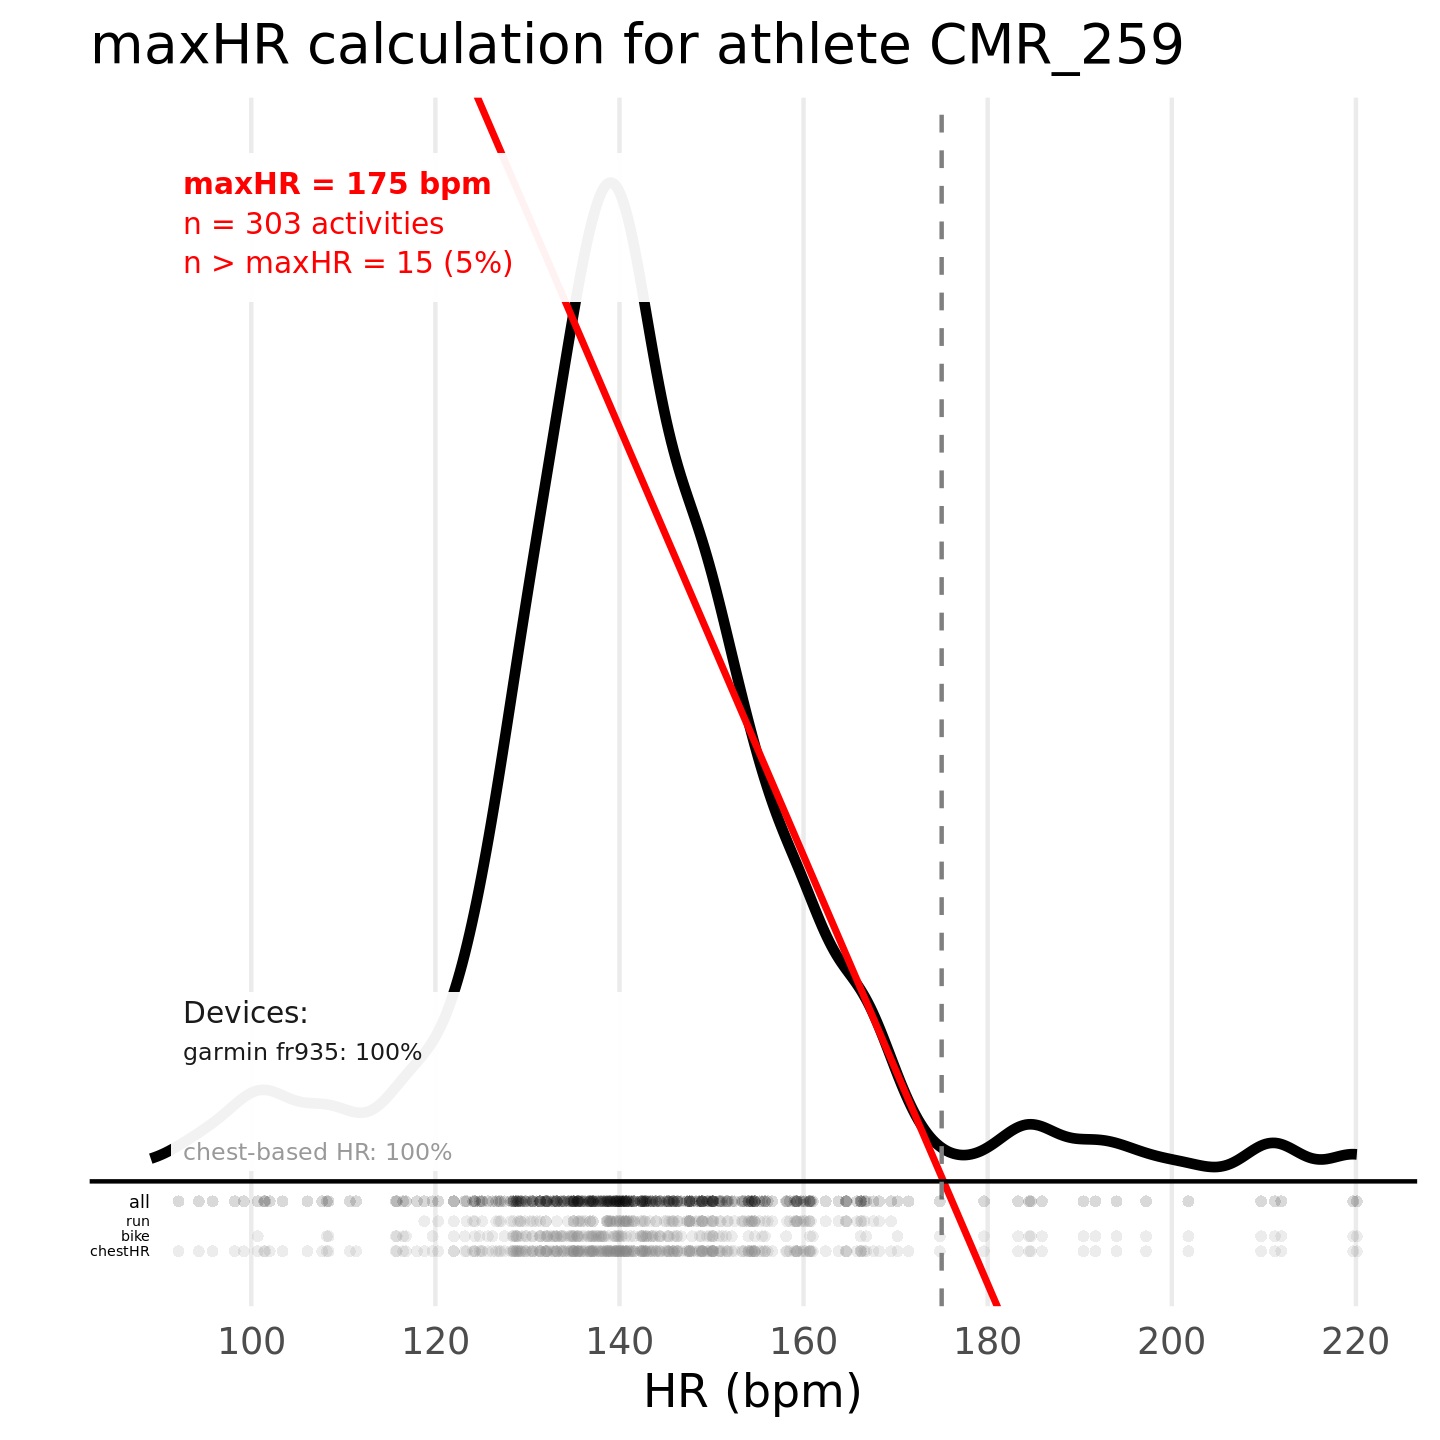 maxHR calculation for athlete CMR_259
maxHR = 175 bpm
n = 303 activities
n > maxHR = 15 (5%)
Devices:
garmin fr935: 100%
chest-based HR: 100%
all
run
bike
chestHR
100 120 140 160 180 200 220
HR (bpm)